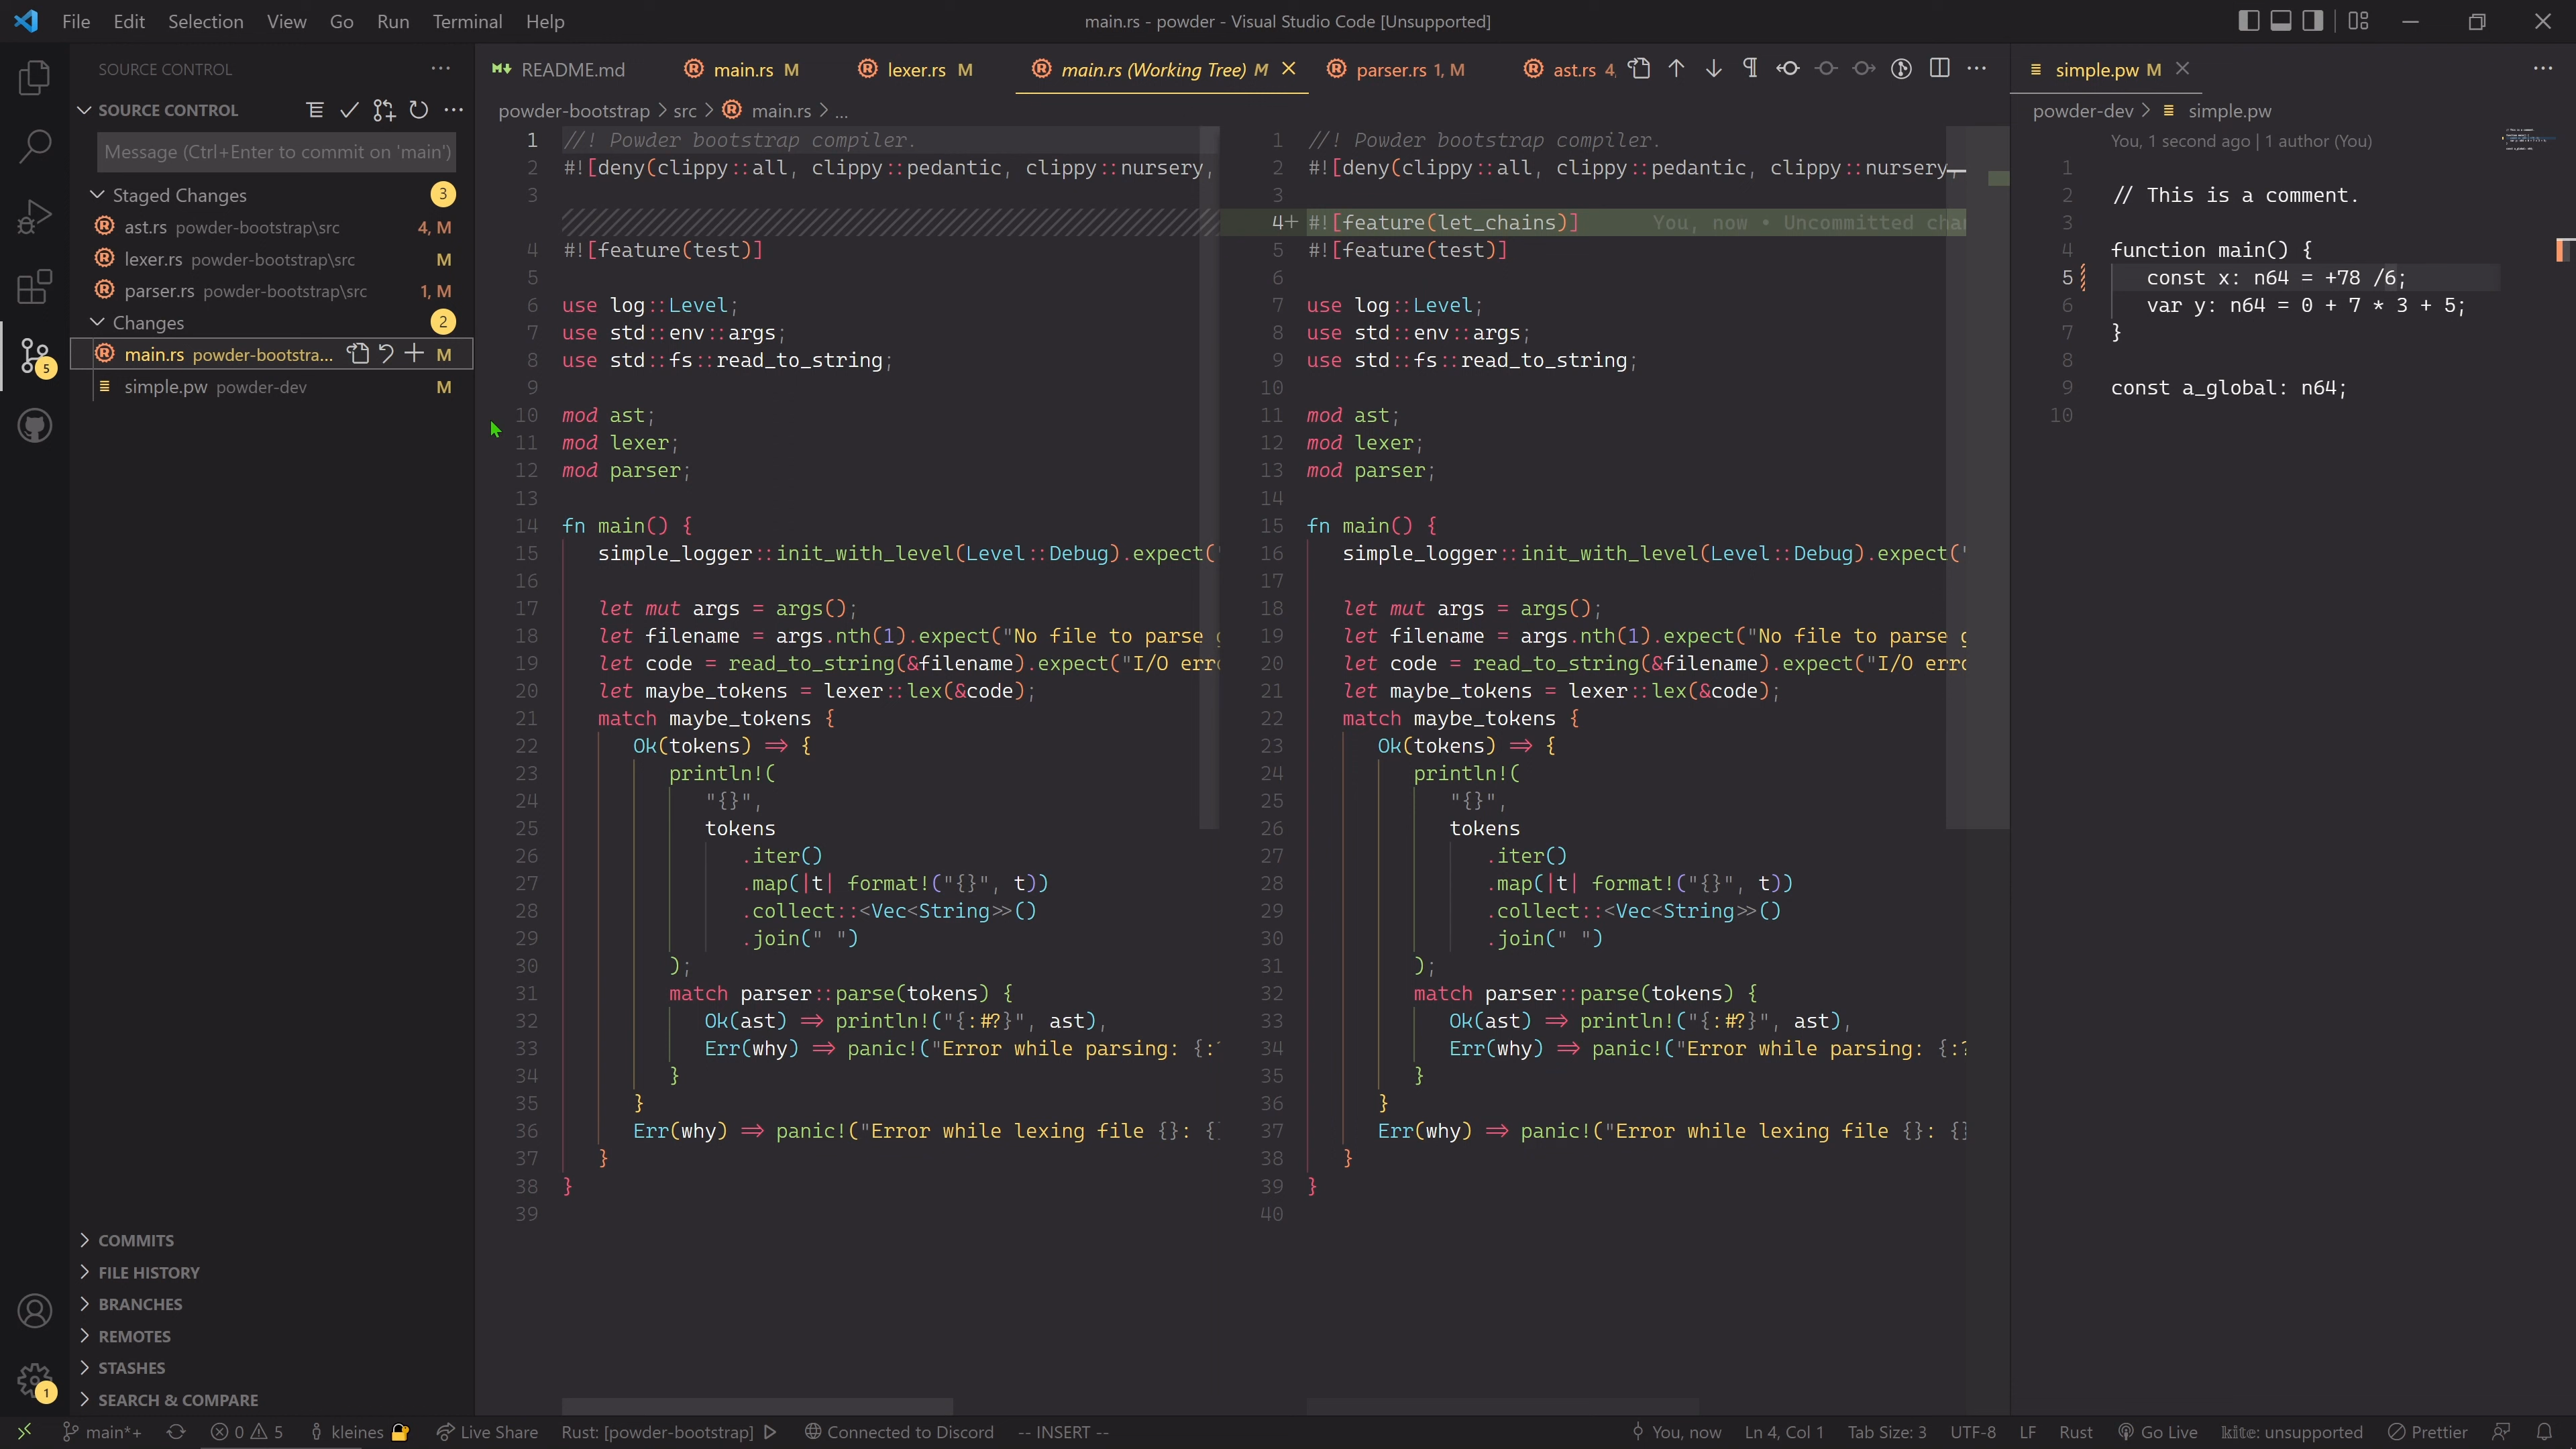 File Edit Selection View Go Run Terminal Help
main.rs - powder - Visual Studio Code [Unsupported]
SOURCE CONTROL
SOURCE CONTROL
Message (Ctrl+Enter to commit on 'main')
Staged Changes 3
ast.rs powder-bootstrap\src 4, M
lexer.rs powder-bootstrap\src M
parser.rs powder-bootstrap\src 1, M
Changes 2
main.rs powder-bootstra... M
simple.pw powder-dev M
5
COMMITS
FILE HISTORY
BRANCHES
REMOTES
STASHES
SEARCH & COMPARE
1
README.md
main.rs M
lexer.rs M
main.rs (Working Tree) M
parser.rs 1, M
ast.rs 4,
powder-bootstrap > src > main.rs > ...
1 //! Powder bootstrap compiler.
2 #![deny(clippy::all, clippy::pedantic, clippy::nursery,
3
4 #![feature(test)]
5
6 use log::Level;
7 use std::env::args;
8 use std::fs::read_to_string;
9
10 mod ast;
11 mod lexer;
12 mod parser;
13
14 fn main() {
15 simple_logger::init_with_level(Level::Debug).expect("
16
17 let mut args = args();
18 let filename = args.nth(1).expect("No file to parse g
19 let code = read_to_string(&filename).expect("I/O erro
20 let maybe_tokens = lexer::lex(&code);
21 match maybe_tokens {
22 Ok(tokens) => {
23 println!(
24 "{}",
25 tokens
26 .iter()
27 .map(|t| format!("{}", t))
28 .collect::<Vec<String>>()
29 .join(" ")
30 );
31 match parser::parse(tokens) {
32 Ok(ast) => println!("{:#?}", ast),
33 Err(why) => panic!("Error while parsing: {:?
34 }
35 }
36 Err(why) => panic!("Error while lexing file {}: {}
37 }
38 }
39
1 //! Powder bootstrap compiler.
2 #![deny(clippy::all, clippy::pedantic, clippy::nursery,
3
4+ #![feature(let_chains)] You, now • Uncommitted cha
5 #![feature(test)]
6
7 use log::Level;
8 use std::env::args;
9 use std::fs::read_to_string;
10
11 mod ast;
12 mod lexer;
13 mod parser;
14
15 fn main() {
16 simple_logger::init_with_level(Level::Debug).expect("
17
18 let mut args = args();
19 let filename = args.nth(1).expect("No file to parse g
20 let code = read_to_string(&filename).expect("I/O erro
21 let maybe_tokens = lexer::lex(&code);
22 match maybe_tokens {
23 Ok(tokens) => {
24 println!(
25 "{}",
26 tokens
27 .iter()
28 .map(|t| format!("{}", t))
29 .collect::<Vec<String>>()
30 .join(" ")
31 );
32 match parser::parse(tokens) {
33 Ok(ast) => println!("{:#?}", ast),
34 Err(why) => panic!("Error while parsing: {:?
35 }
36 }
37 Err(why) => panic!("Error while lexing file {}: {}
38 }
39 }
40
simple.pw M
powder-dev > simple.pw
You, 1 second ago | 1 author (You)
1
2 // This is a comment.
3
4 function main() {
5 const x: n64 = +78 /6;
6 var y: n64 = 0 + 7 * 3 + 5;
7 }
8
9 const a_global: n64;
10
main*+ 0 5 kleines Live Share Rust: [powder-bootstrap] Connected to Discord -- INSERT -- You, now Ln 4, Col 1 Tab Size: 3 UTF-8 LF Rust Go Live kite: unsupported Prettier